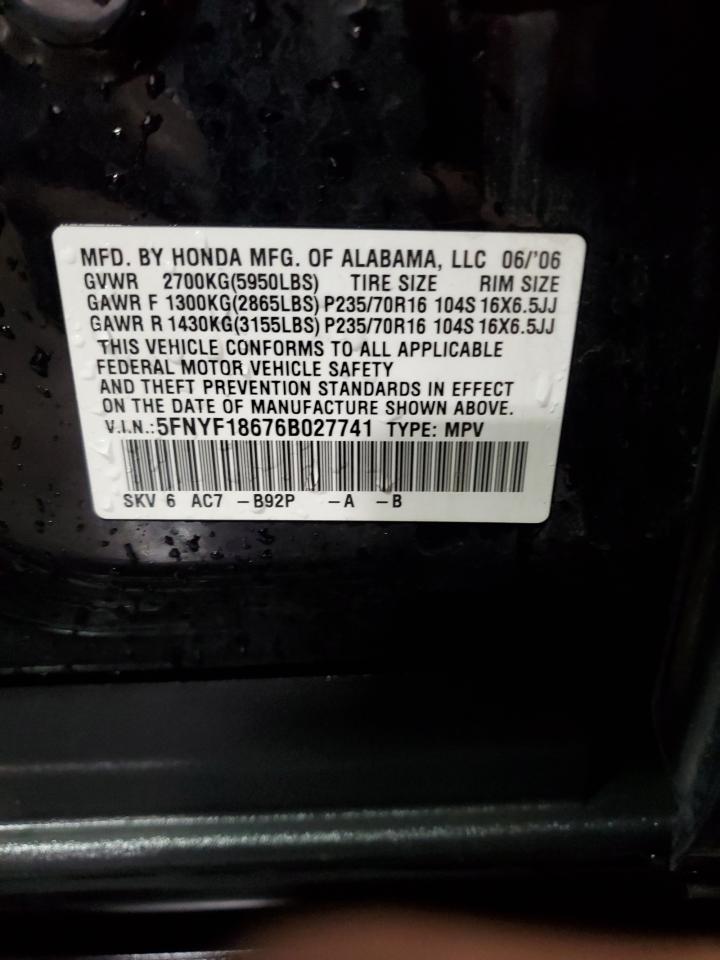 MFD. BY HONDA MFG. OF ALABAMA, LLC 06/'06
GVWR 2700KG(5950LBS) TIRE SIZE RIM SIZE
GAWR F 1300KG(2865LBS) P235/70R16 104S 16X6.5JJ
GAWR R 1430KG(3155LBS) P235/70R16 104S 16X6.5JJ
THIS VEHICLE CONFORMS TO ALL APPLICABLE
FEDERAL MOTOR VEHICLE SAFETY
AND THEFT PREVENTION STANDARDS IN EFFECT
ON THE DATE OF MANUFACTURE SHOWN ABOVE.
V.I.N.: 5FNYF18676B027741 TYPE: MPV
SKV 6 AC7 -B92P -A -B